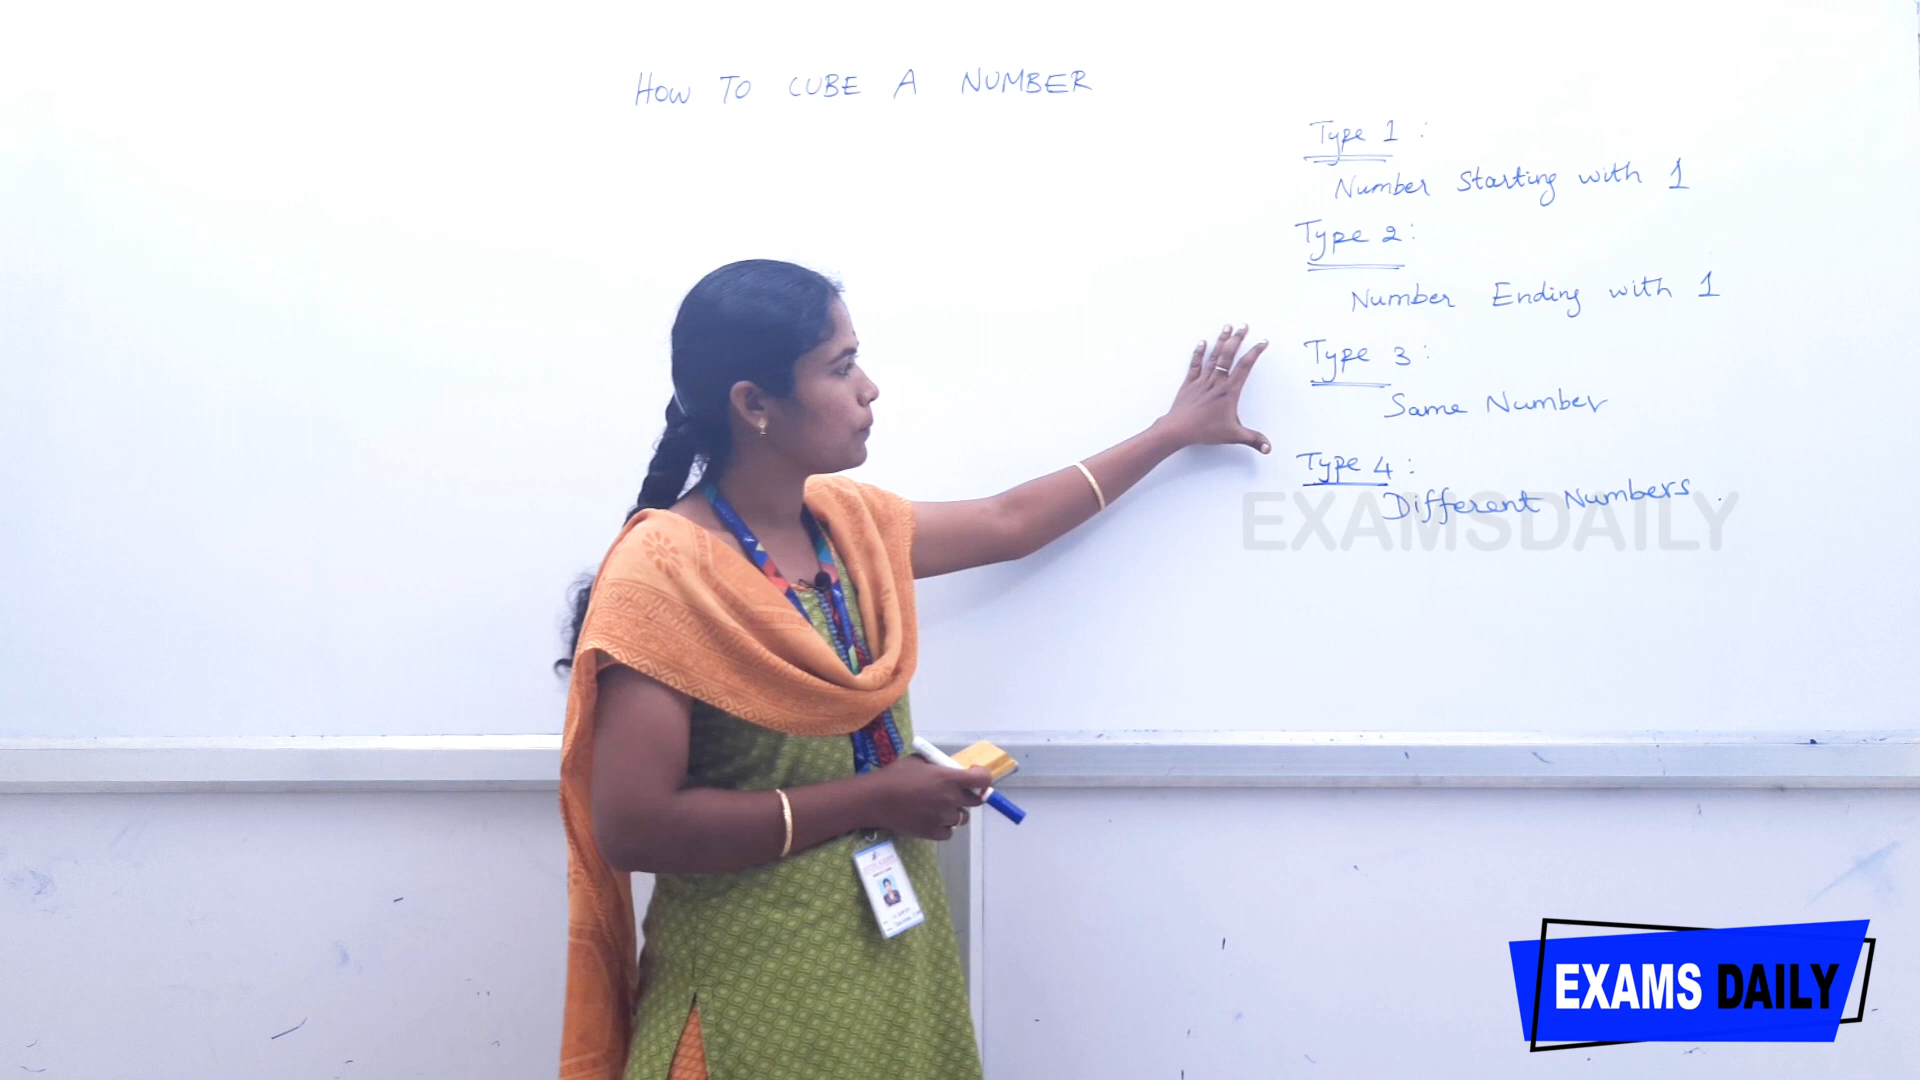 HOW TO CUBE A NUMBER
Type 1 :
Number Starting with 1
Type 2 :
Number Ending with 1
Type 3 :
Same Number
Type 4 :
Different Numbers .
EXAMSDAILY
EXAMS DAILY